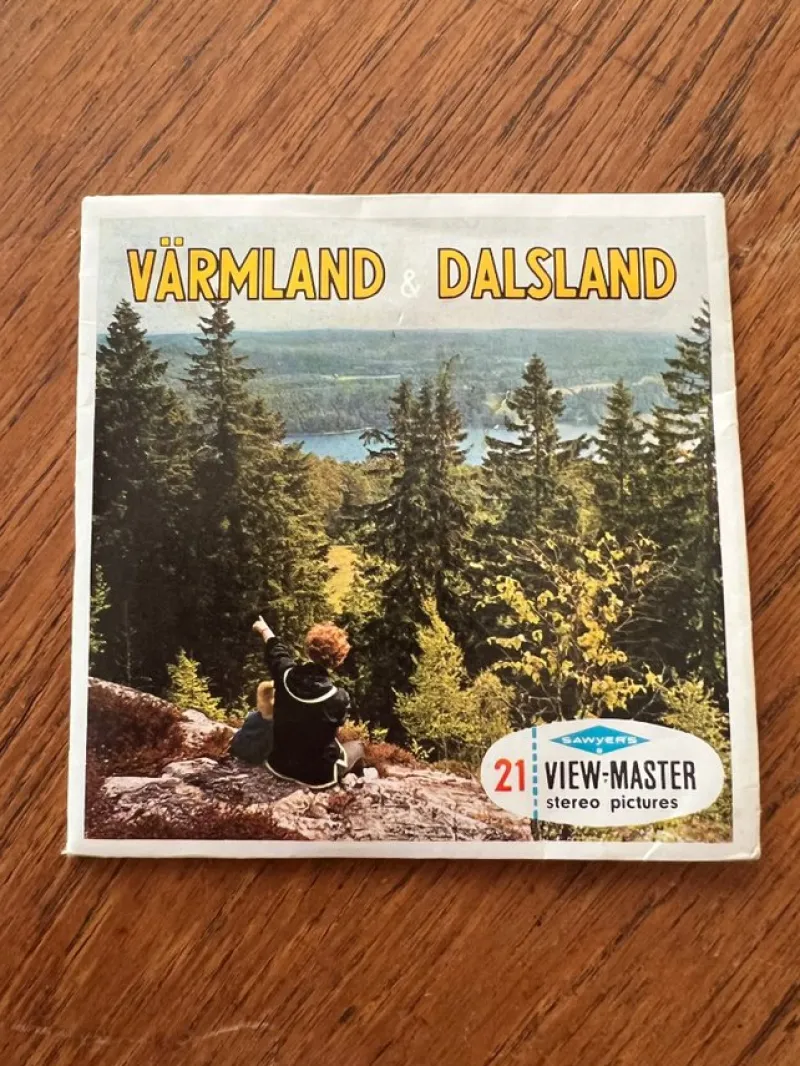 VÄRMLAND & DALSLAND
SAWYER'S
21 VIEW-MASTER
stereo pictures